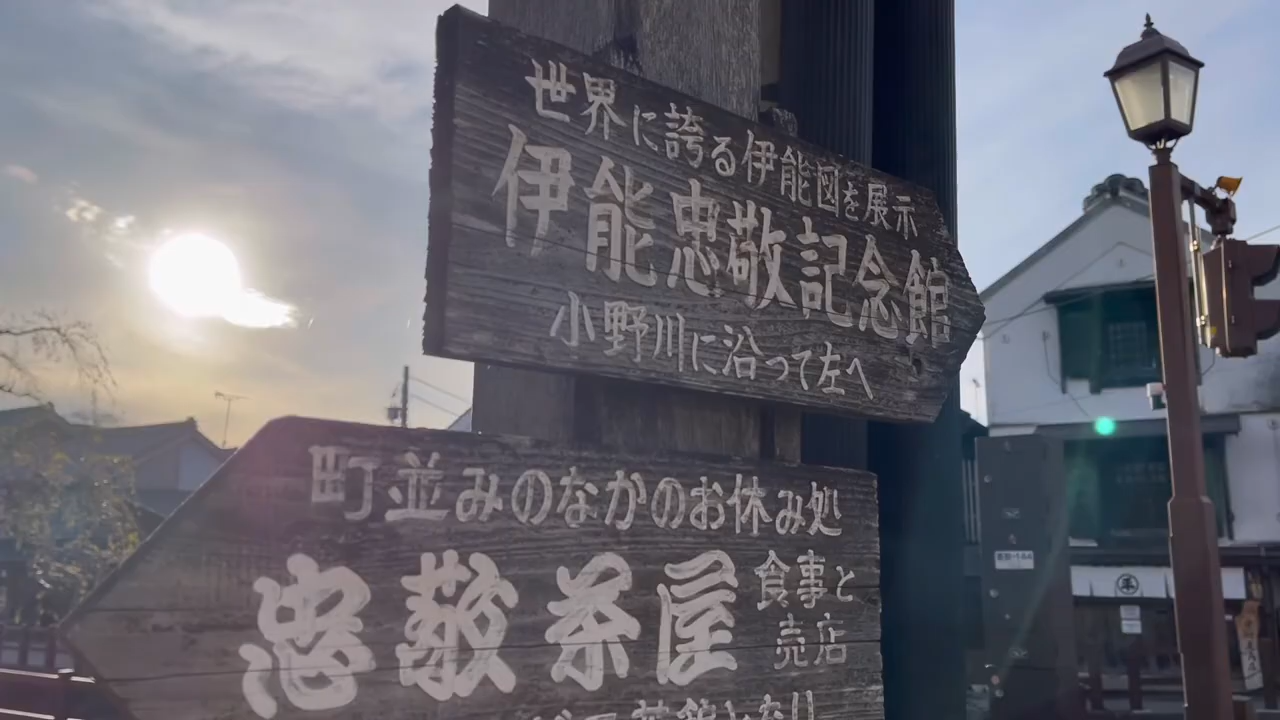 世界に誇る伊能図を展示
伊能忠敬記念館
小野川に沿って左へ
町並みのなかのお休み処
忠敬茶屋
食事と
売店